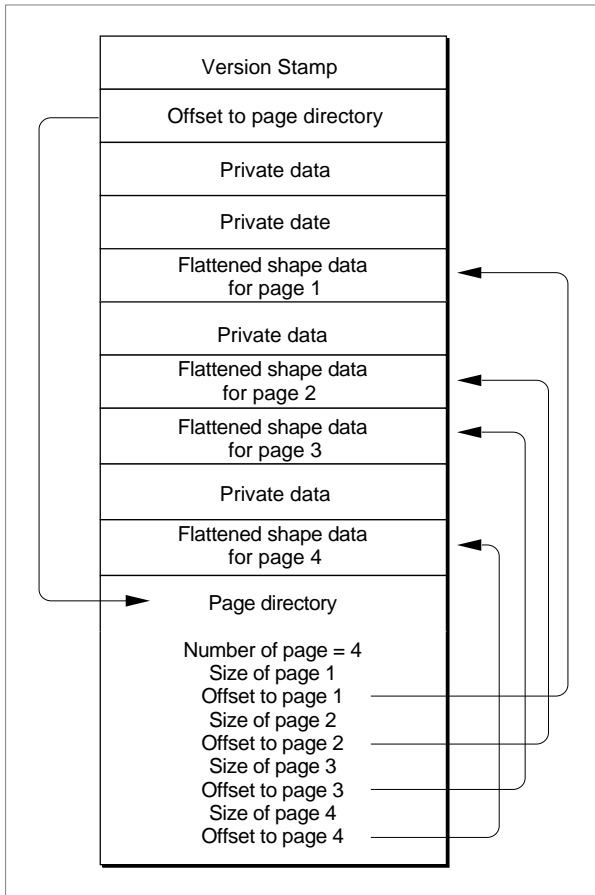 Version Stamp
Offset to page directory
Private data
Private date
Flattened shape data
for page 1
Private data
Flattened shape data
for page 2
Flattened shape data
for page 3
Private data
Flattened shape data
for page 4
Page directory
Number of page = 4
Size of page 1
Offset to page 1
Size of page 2
Offset to page 2
Size of page 3
Offset to page 3
Size of page 4
Offset to page 4